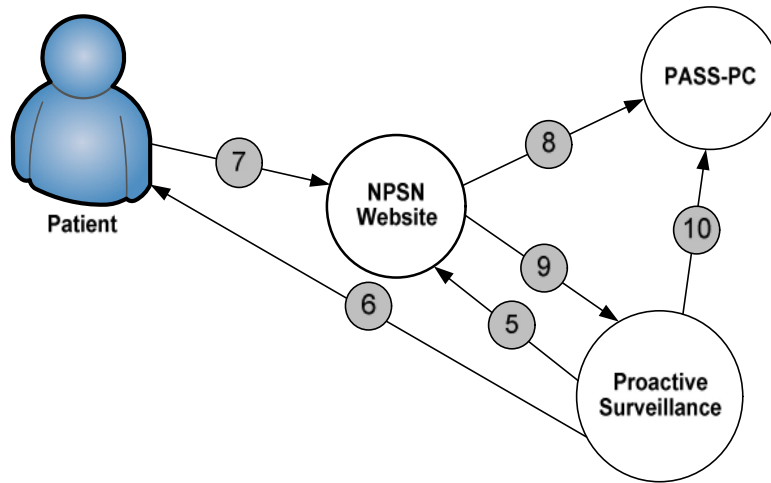 PASS-PC
8
7
NPSN
Website
Patient
10
9
6
5
Proactive
Surveillance